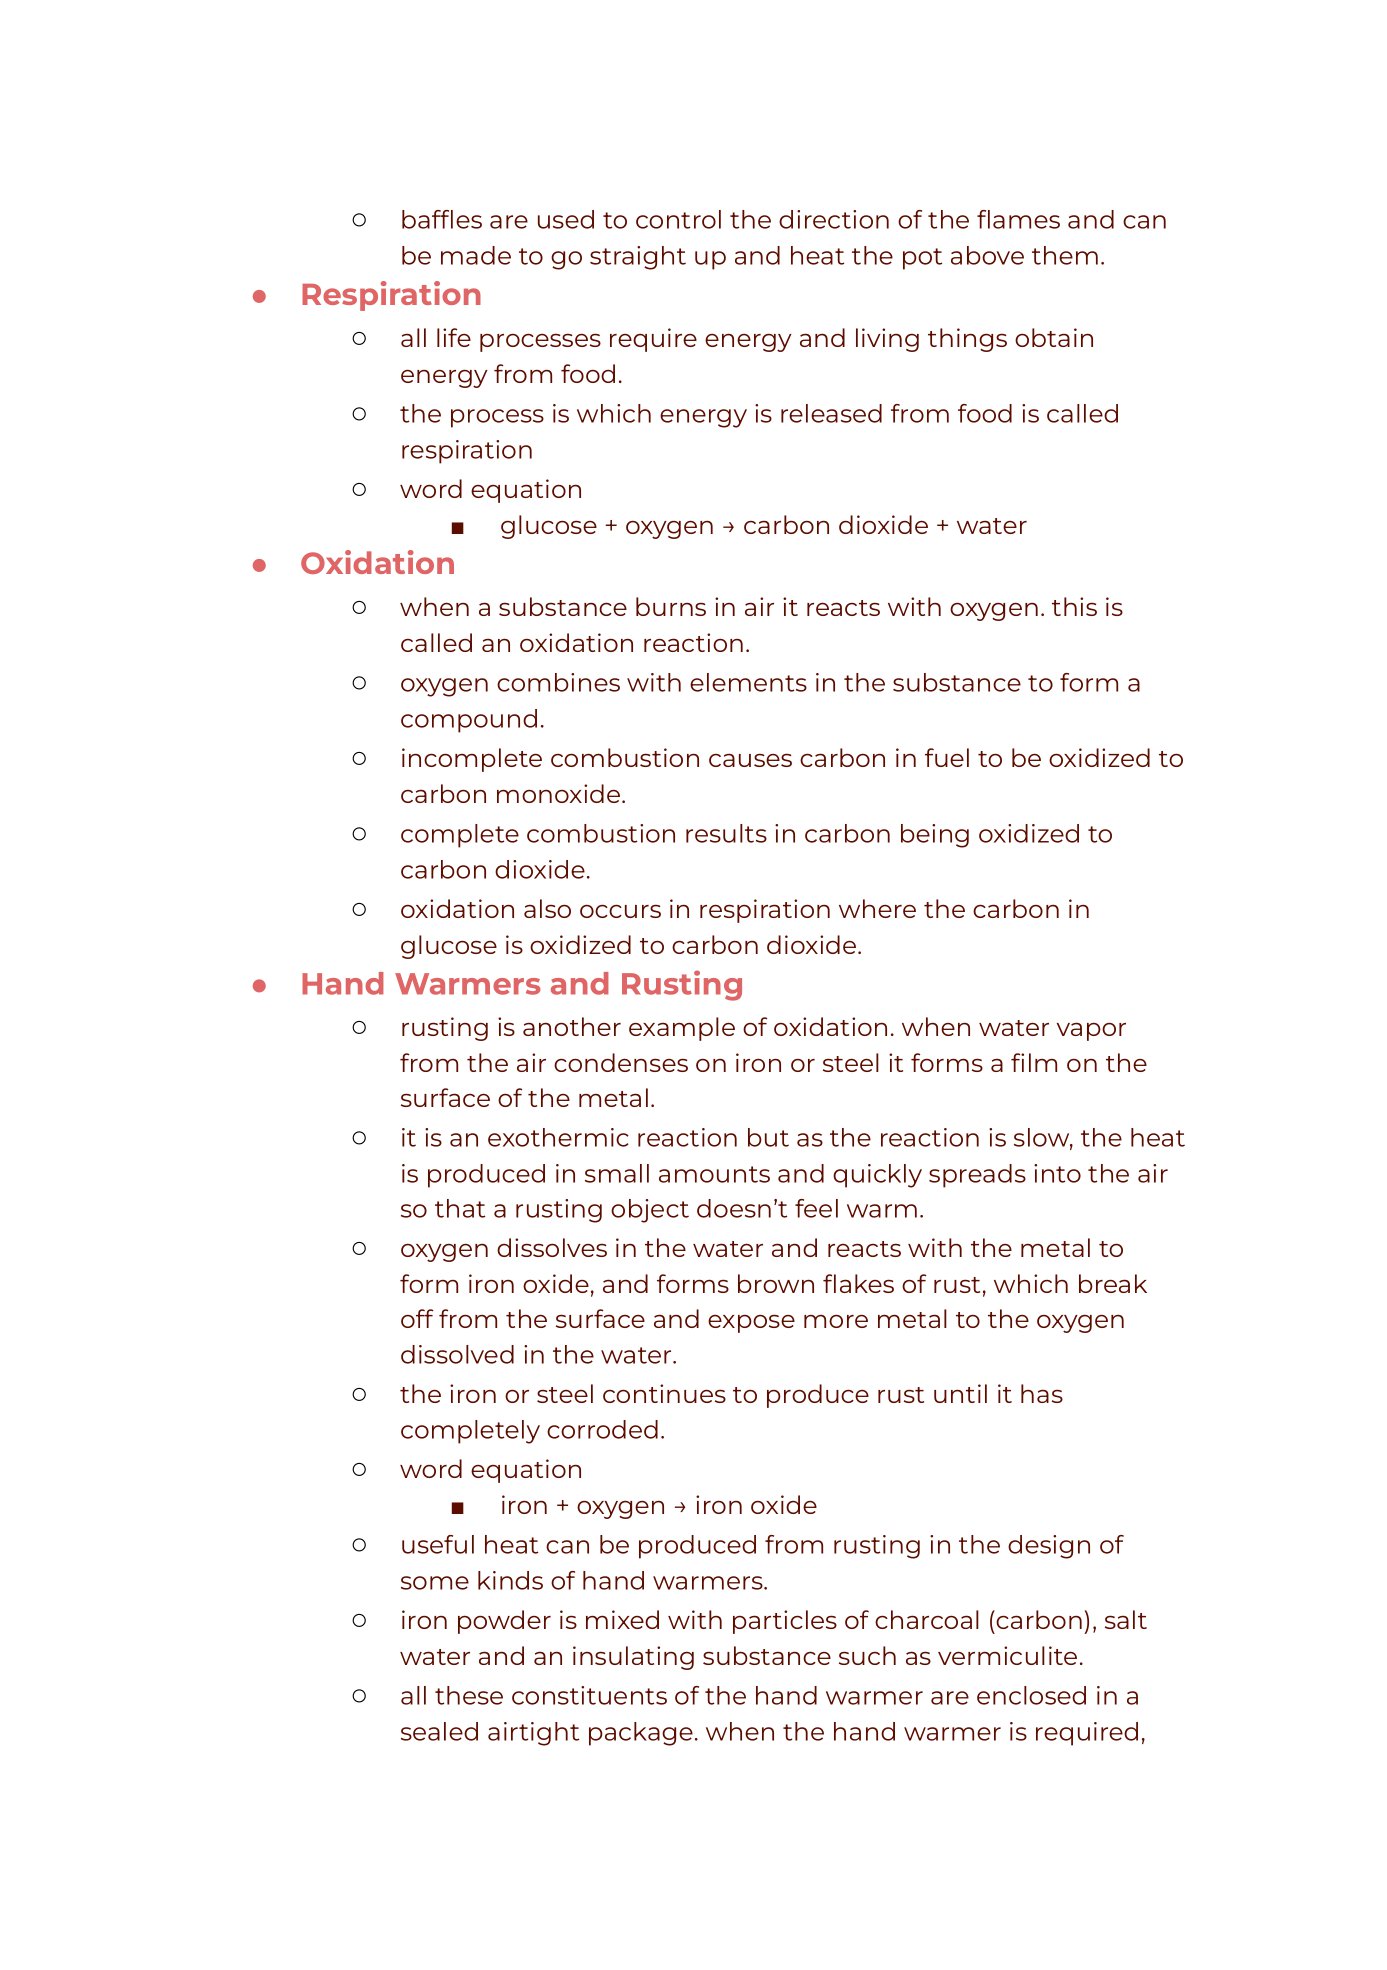 ○ baffles are used to control the direction of the flames and can
be made to go straight up and heat the pot above them.
● Respiration
○ all life processes require energy and living things obtain
energy from food.
○ the process is which energy is released from food is called
respiration
○ word equation
■ glucose + oxygen → carbon dioxide + water
● Oxidation
○ when a substance burns in air it reacts with oxygen. this is
called an oxidation reaction.
○ oxygen combines with elements in the substance to form a
compound.
○ incomplete combustion causes carbon in fuel to be oxidized to
carbon monoxide.
○ complete combustion results in carbon being oxidized to
carbon dioxide.
○ oxidation also occurs in respiration where the carbon in
glucose is oxidized to carbon dioxide.
● Hand Warmers and Rusting
○ rusting is another example of oxidation. when water vapor
from the air condenses on iron or steel it forms a film on the
surface of the metal.
○ it is an exothermic reaction but as the reaction is slow, the heat
is produced in small amounts and quickly spreads into the air
so that a rusting object doesn’t feel warm.
○ oxygen dissolves in the water and reacts with the metal to
form iron oxide, and forms brown flakes of rust, which break
off from the surface and expose more metal to the oxygen
dissolved in the water.
○ the iron or steel continues to produce rust until it has
completely corroded.
○ word equation
■ iron + oxygen → iron oxide
○ useful heat can be produced from rusting in the design of
some kinds of hand warmers.
○ iron powder is mixed with particles of charcoal (carbon), salt
water and an insulating substance such as vermiculite.
○ all these constituents of the hand warmer are enclosed in a
sealed airtight package. when the hand warmer is required,